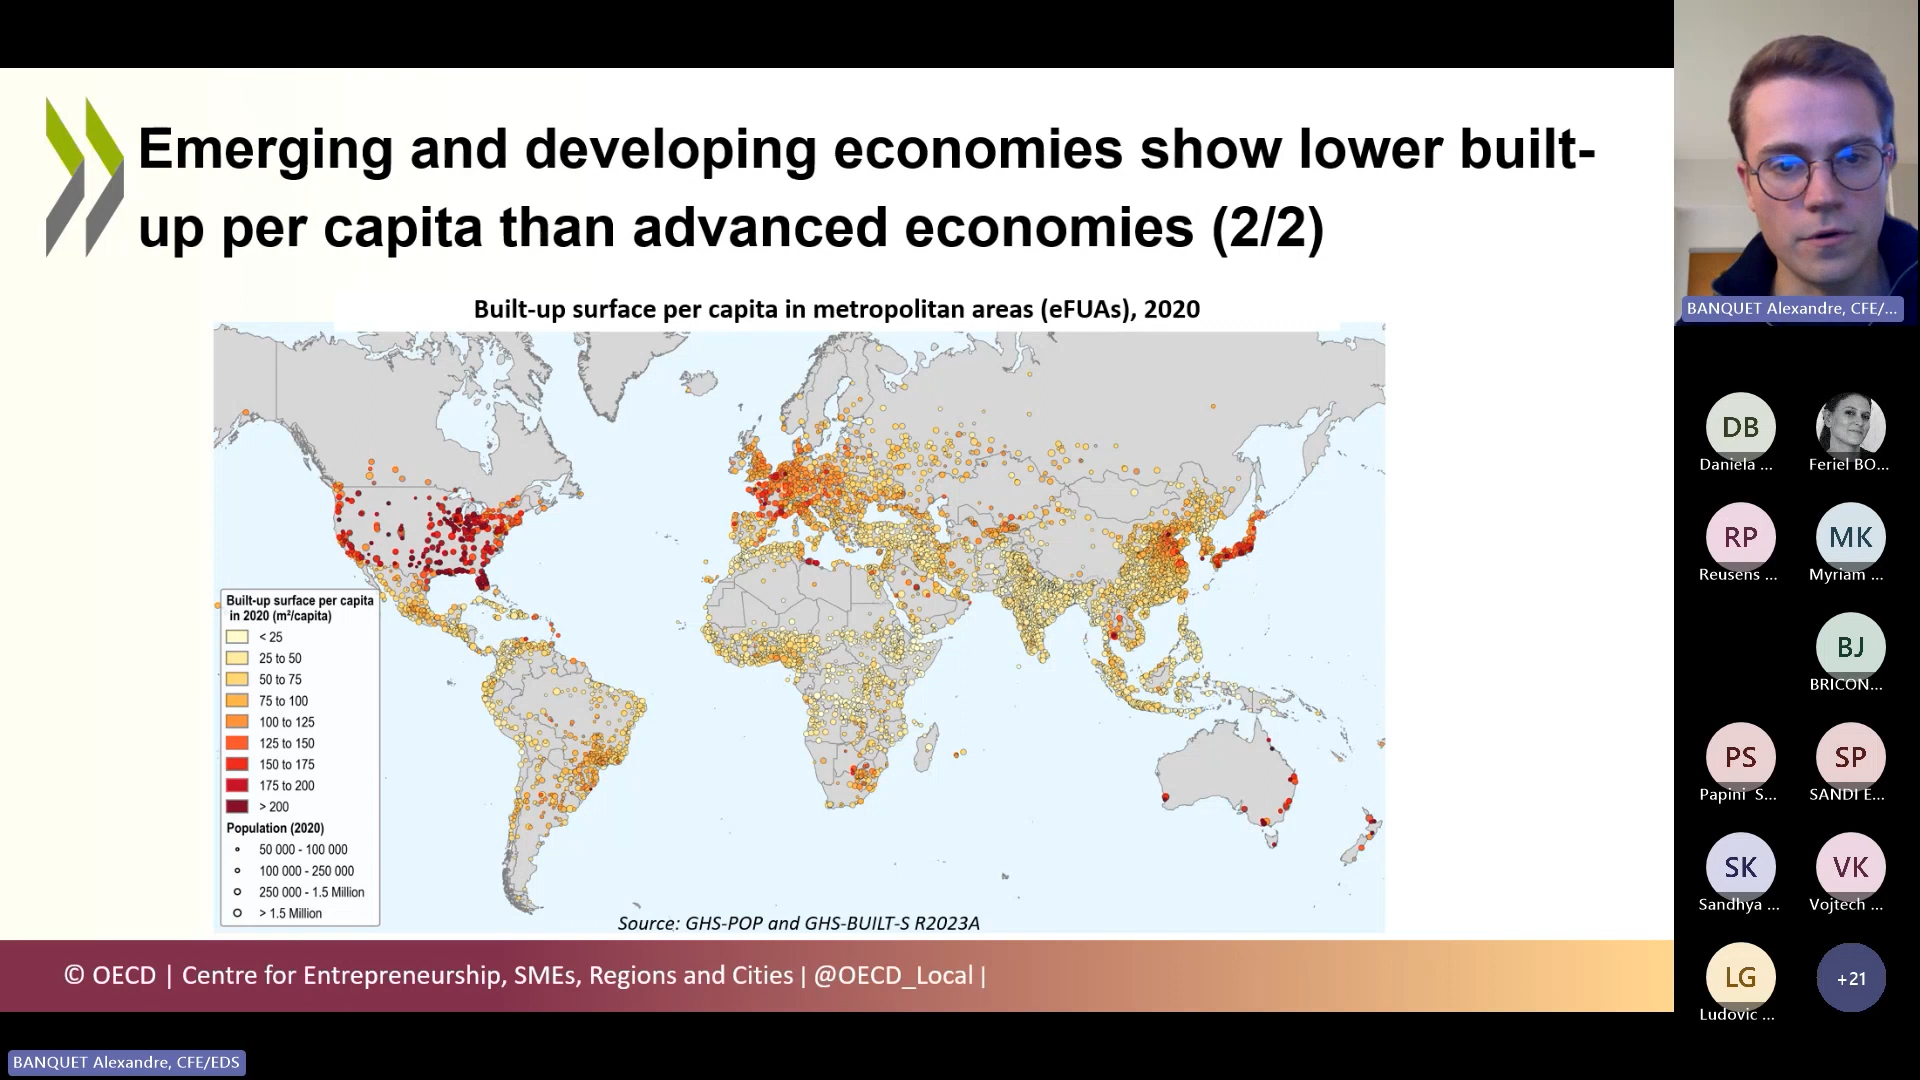 Emerging and developing economies show lower built-
up per capita than advanced economies (2/2)
Built-up surface per capita in metropolitan areas (eFUAs), 2020
Built-up surface per capita
in 2020 (m²/capita)
< 25
25 to 50
50 to 75
75 to 100
100 to 125
125 to 150
150 to 175
175 to 200
> 200
Population (2020)
50 000 - 100 000
100 000 - 250 000
250 000 - 1.5 Million
> 1.5 Million
Source: GHS-POP and GHS-BUILT-S R2023A
© OECD | Centre for Entrepreneurship, SMEs, Regions and Cities | @OECD_Local |
BANQUET Alexandre, CFE/EDS
BANQUET Alexandre, CFE/...
DB
Daniela ...
Feriel BO...
RP
Reusens ...
MK
Myriam ...
BJ
BRICON...
PS
Papini S...
SP
SANDI E...
SK
Sandhya ...
VK
Vojtech ...
LG
Ludovic ...
+21